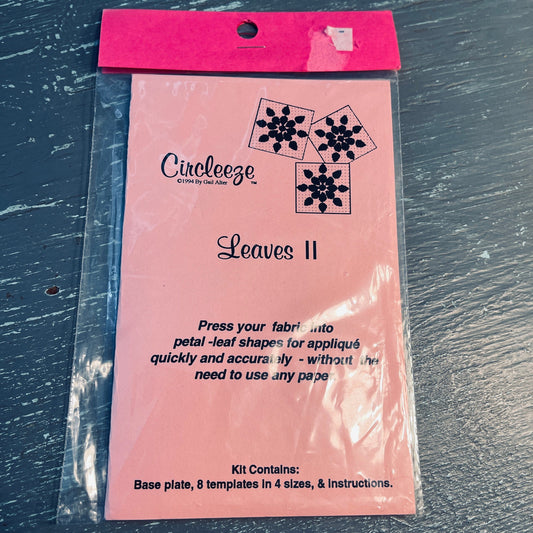 Circleeze™
©1994 By Gail Alter
Leaves II
Press your fabric into
petal -leaf shapes for appliqué
quickly and accurately - without the
need to use any paper.
Kit Contains:
Base plate, 8 templates in 4 sizes, & instructions.